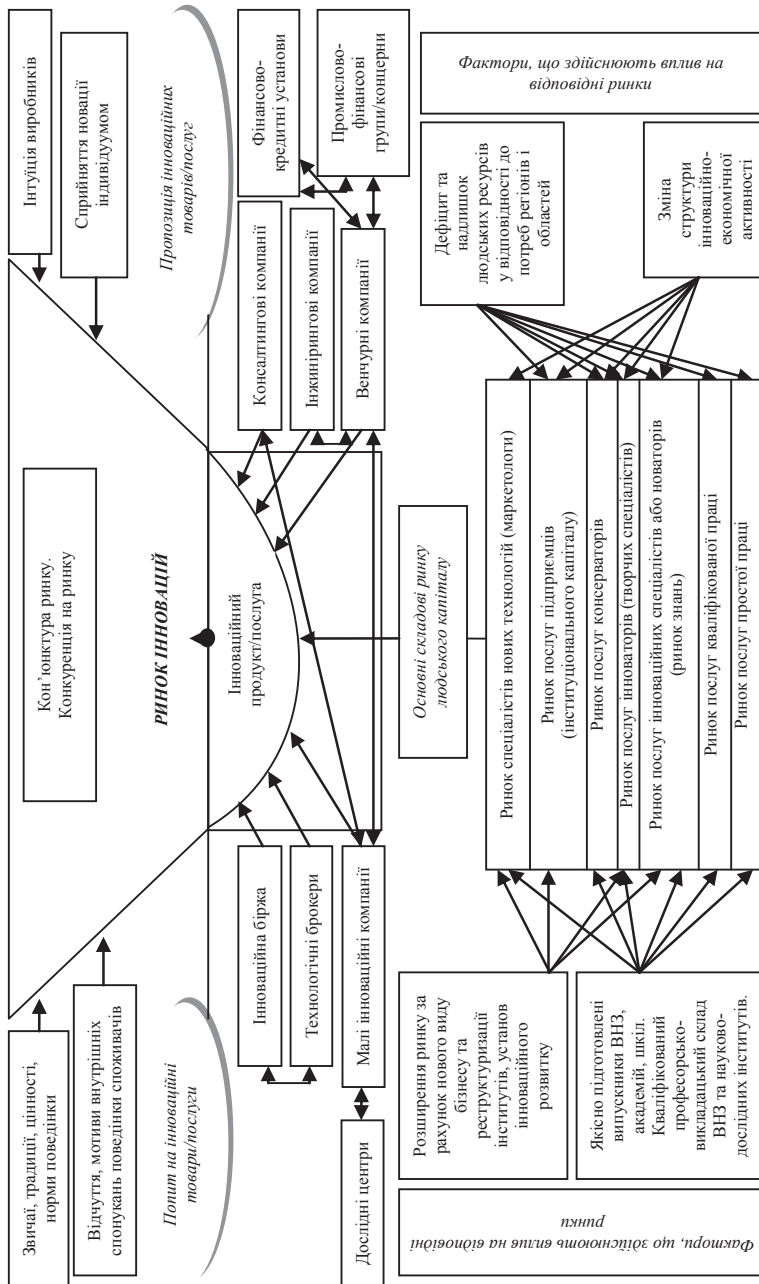 Звичаї, традиції, цінності,
норми поведінки
Відчуття, мотиви внутрішніх
спонукань поведінки споживачів
Попит на інноваційні
товари/послуги
Кон’юнктура ринку.
Конкуренція на ринку
РИНОК ІННОВАЦІЙ
Інтуїція виробників
Сприйняття новації
індивідуумом
Пропозиція інноваційних
товарів/послуг
Інноваційна біржа
Технологічні брокери
Малі інноваційні компанії
Дослідні центри
Інноваційний
продукт/послуга
Консалтингові компанії
Інжинірингові компанії
Венчурні компанії
Фінансово-
кредитні установи
Промислово-
фінансові
групи/концерни
Основні складові ринку
людського капіталу
Фактори, що здійснюють вплив на відповідні
ринки
Розширення ринку за
рахунок нового виду
бізнесу та
реструктуризації
інститутів, установ
інноваційного
розвитку
Якісно підготовлені
випускники ВНЗ,
академій, шкіл.
Кваліфікований
професорсько-
викладацький склад
ВНЗ та науково-
дослідних інститутів.
Ринок спеціалістів нових технологій (маркетологи)
Ринок послуг підприємців
(інституціонального капіталу)
Ринок послуг консерваторів
Ринок послуг інноваторів (творчих спеціалістів)
Ринок послуг інноваційних спеціалістів або новаторів
(ринок знань)
Ринок послуг кваліфікованої праці
Ринок послуг простої праці
Дефіцит та
надлишок
людських ресурсів
у відповідності до
потреб регіонів і
областей
Зміна
структури
інноваційно-
економічної
активності
Фактори, що здійснюють вплив на
відповідні ринки